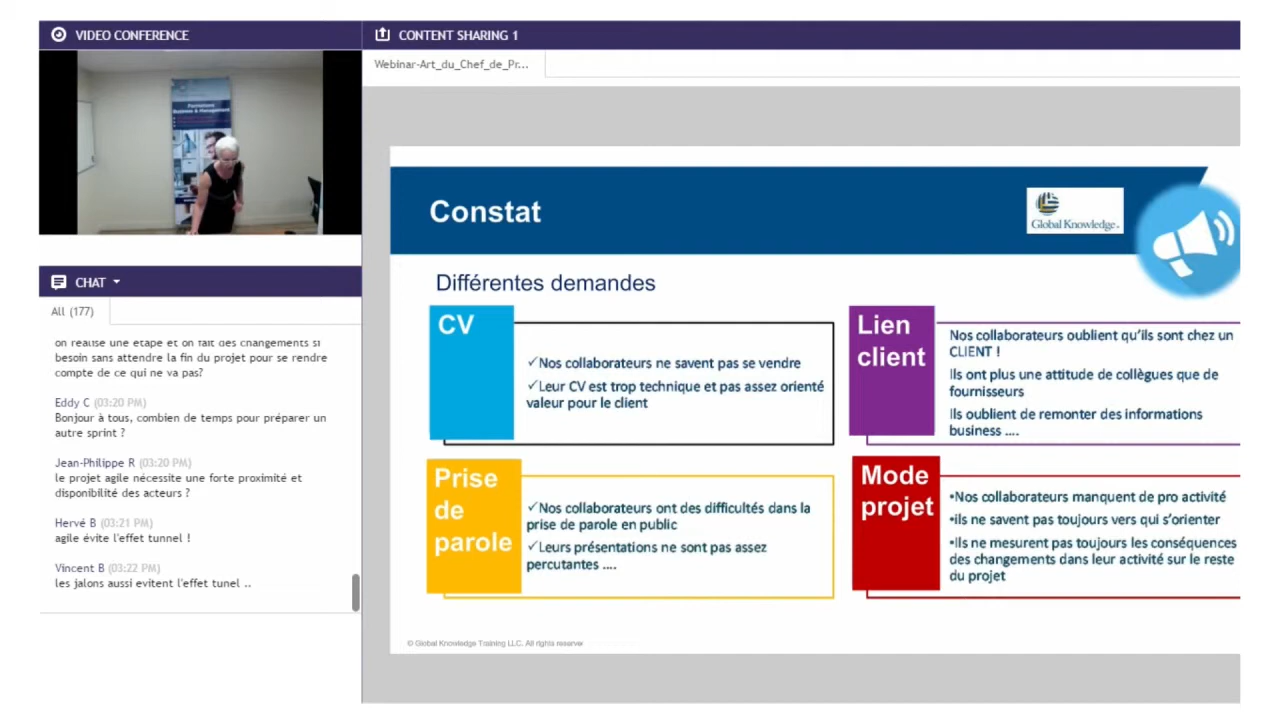 VIDEO CONFERENCE
Formations
Business & Management
CHAT
All (177)
on réalise une étape et on fait des changements si
besoin sans attendre la fin du projet pour se rendre
compte de ce qui ne va pas?
Eddy C (03:20 PM)
Bonjour à tous, combien de temps pour préparer un
autre sprint ?
Jean-Philippe R (03:20 PM)
le projet agile nécessite une forte proximité et
disponibilité des acteurs ?
Hervé B (03:21 PM)
agile évite l'effet tunnel !
Vincent B (03:22 PM)
les jalons aussi evitent l'effet tunel ..
CONTENT SHARING 1
Webinar-Art_du_Chef_de_Pr...
Constat
Global Knowledge.
Différentes demandes
CV
✓Nos collaborateurs ne savent pas se vendre
✓Leur CV est trop technique et pas assez orienté
valeur pour le client
Lien
client
Nos collaborateurs oublient qu'ils sont chez un
CLIENT !
Ils ont plus une attitude de collègues que de
fournisseurs
Ils oublient de remonter des informations
business ....
Prise
de
parole
✓Nos collaborateurs ont des difficultés dans la
prise de parole en public
✓Leurs présentations ne sont pas assez
percutantes ....
Mode
projet
•Nos collaborateurs manquent de pro activité
•ils ne savent pas toujours vers qui s'orienter
•Ils ne mesurent pas toujours les conséquences
des changements dans leur activité sur le reste
du projet
© Global Knowledge Training LLC. All rights reserver